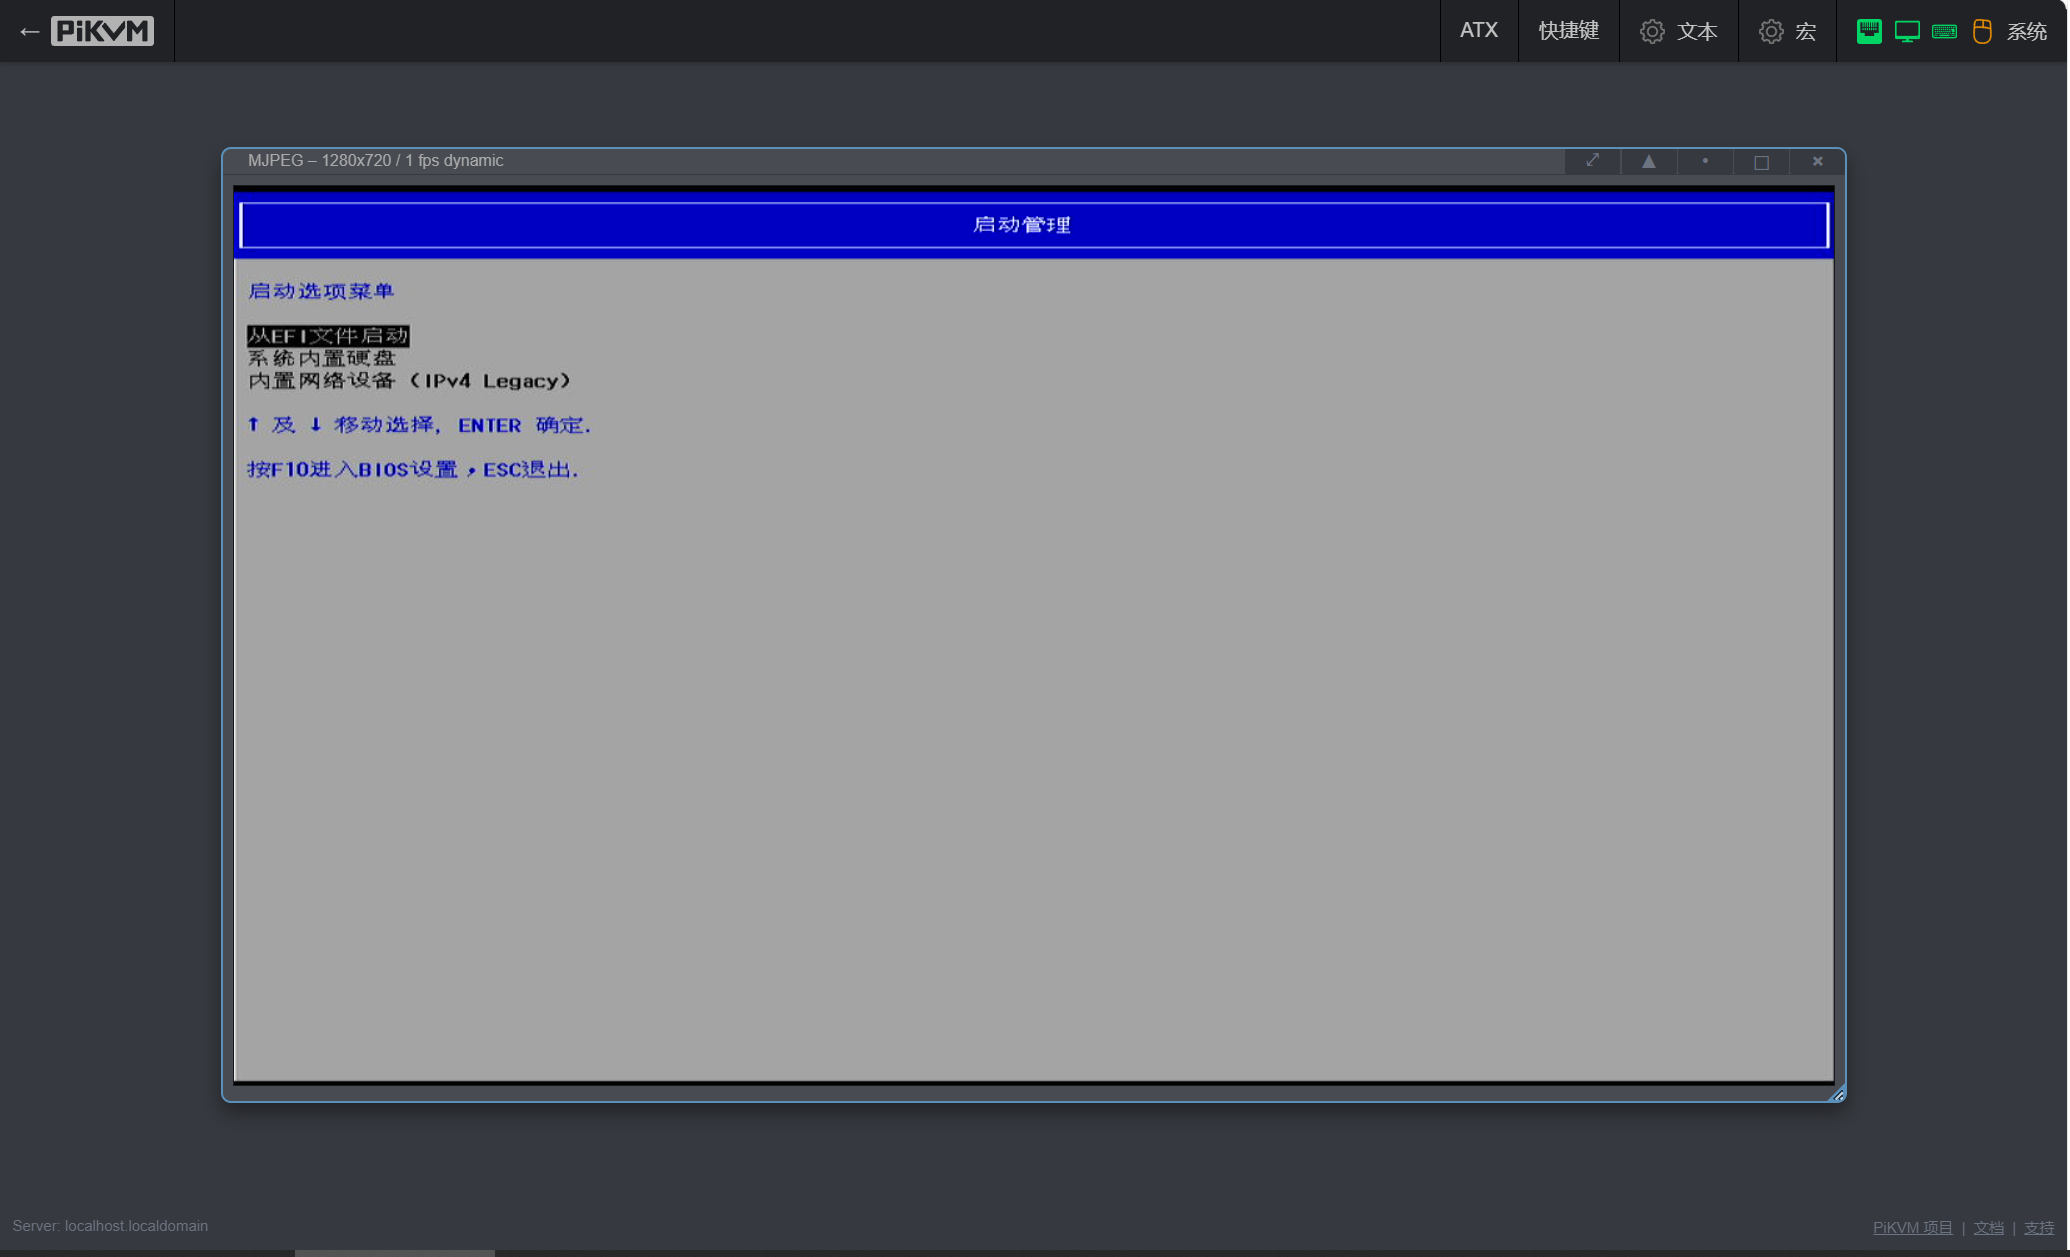 ← PiKVM
ATX 快捷键 文本 宏 系统
MJPEG – 1280x720 / 1 fps dynamic
启动管理
启动选项菜单
从EFI文件启动
系统内置硬盘
内置网络设备 (IPv4 Legacy)
↑ 及 ↓ 移动选择, ENTER 确定.
按F10进入BIOS设置，ESC退出.
Server: localhost.localdomain
PiKVM 项目 | 文档 | 支持